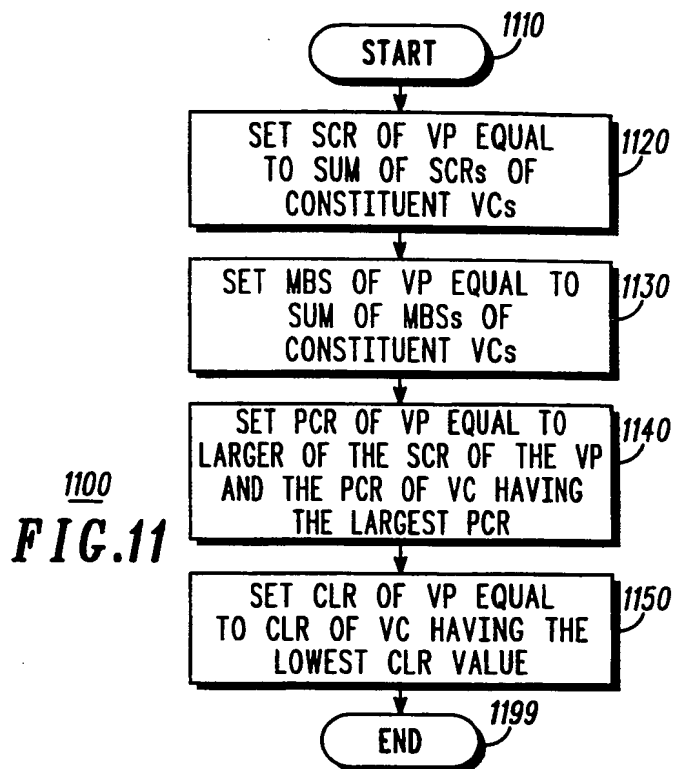 START
1110
SET SCR OF VP EQUAL
TO SUM OF SCRs OF
CONSTITUENT VCs
1120
SET MBS OF VP EQUAL TO
SUM OF MBSs OF
CONSTITUENT VCs
1130
SET PCR OF VP EQUAL TO
LARGER OF THE SCR OF THE VP
AND THE PCR OF VC HAVING
THE LARGEST PCR
1140
1100
FIG.11
SET CLR OF VP EQUAL
TO CLR OF VC HAVING THE
LOWEST CLR VALUE
1150
END
1199